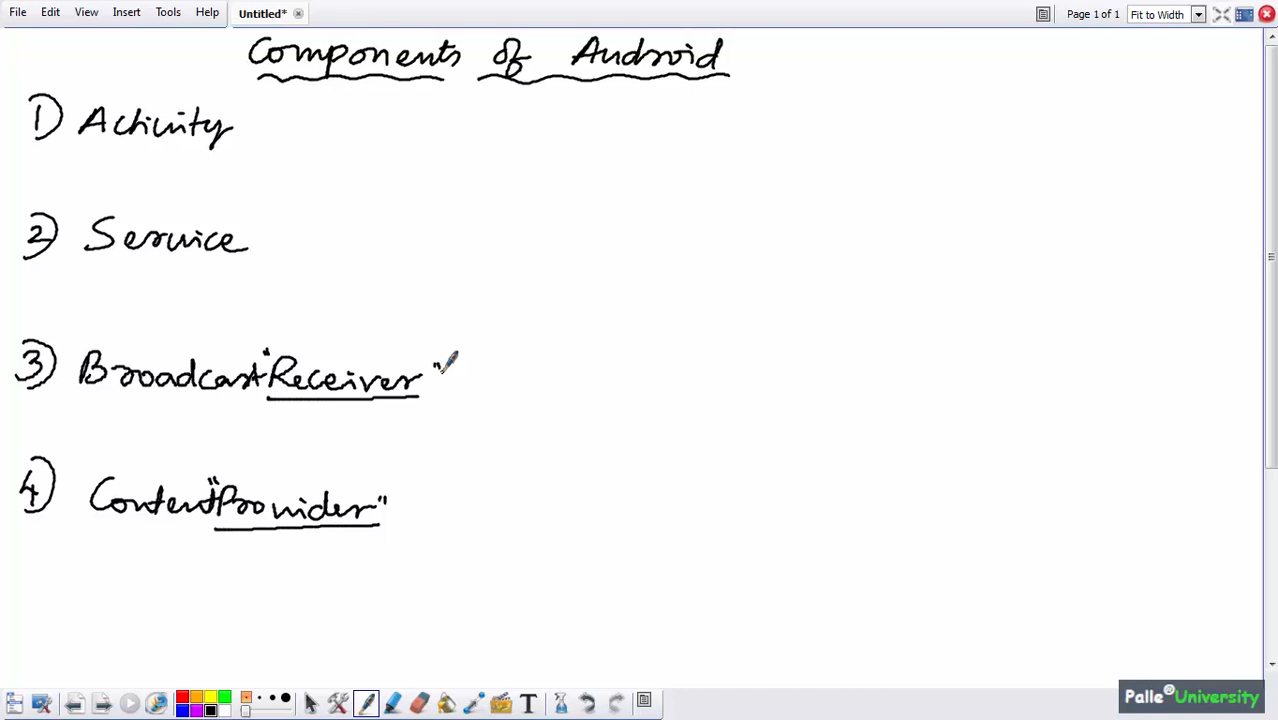 File Edit View Insert Tools Help Untitled* Page 1 of 1 Fit to Width
Components of Android
1) Activity
2) Service
3) Broadcast "Receiver"
4) Content "Provider"
T
Palle® University